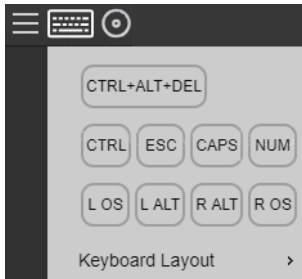 CTRL+ALT+DEL
CTRL ESC CAPS NUM
L OS L ALT R ALT R OS
Keyboard Layout